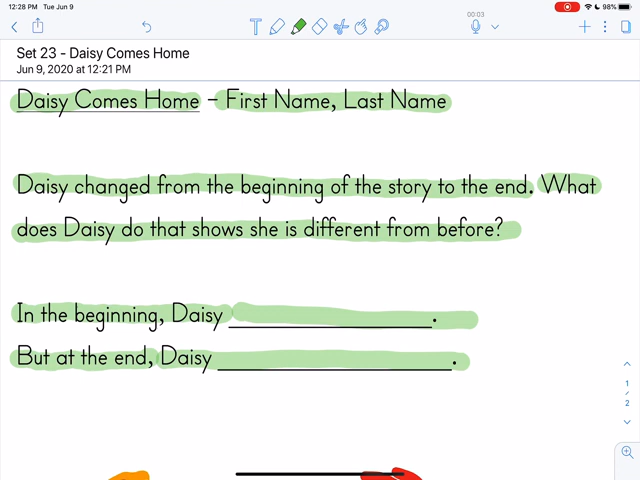 12:28 PM Tue Jun 9
98%
00:03
T
Set 23 - Daisy Comes Home
Jun 9, 2020 at 12:21 PM
Daisy Comes Home - First Name, Last Name
Daisy changed from the beginning of the story to the end. What
does Daisy do that shows she is different from before?
In the beginning, Daisy ____________________.
But at the end, Daisy ______________________.
1
/
2